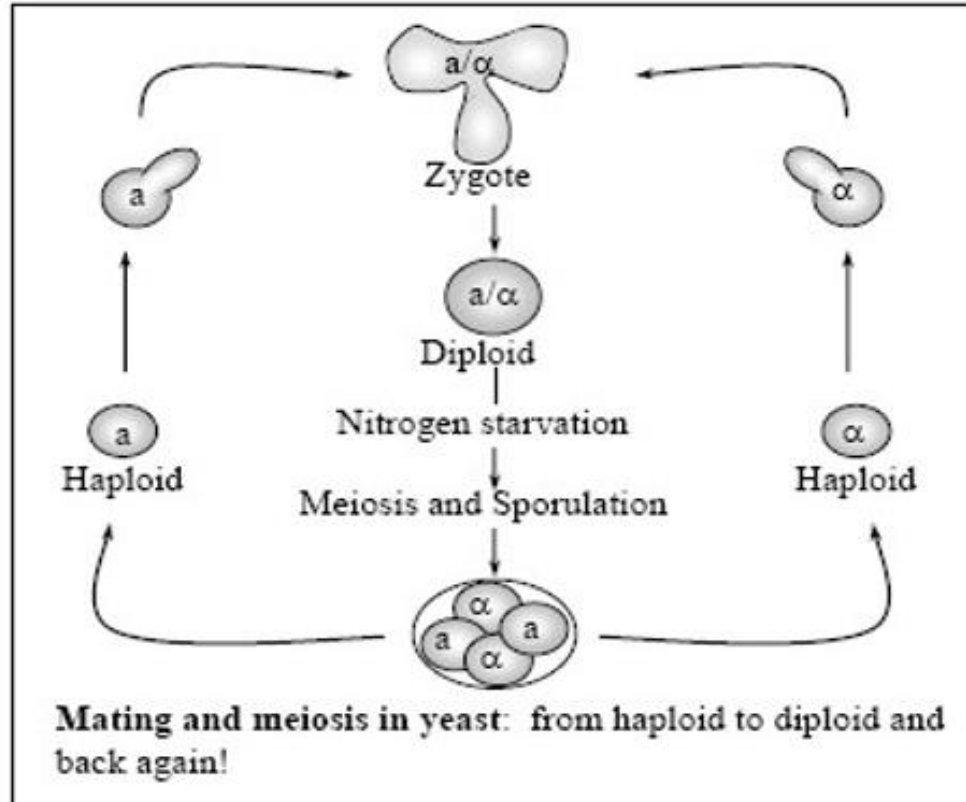 a/α
Zygote
a
α
a/α
Diploid
Nitrogen starvation
a
Haploid
α
Haploid
Meiosis and Sporulation
α
a
a
α
Mating and meiosis in yeast: from haploid to diploid and
back again!